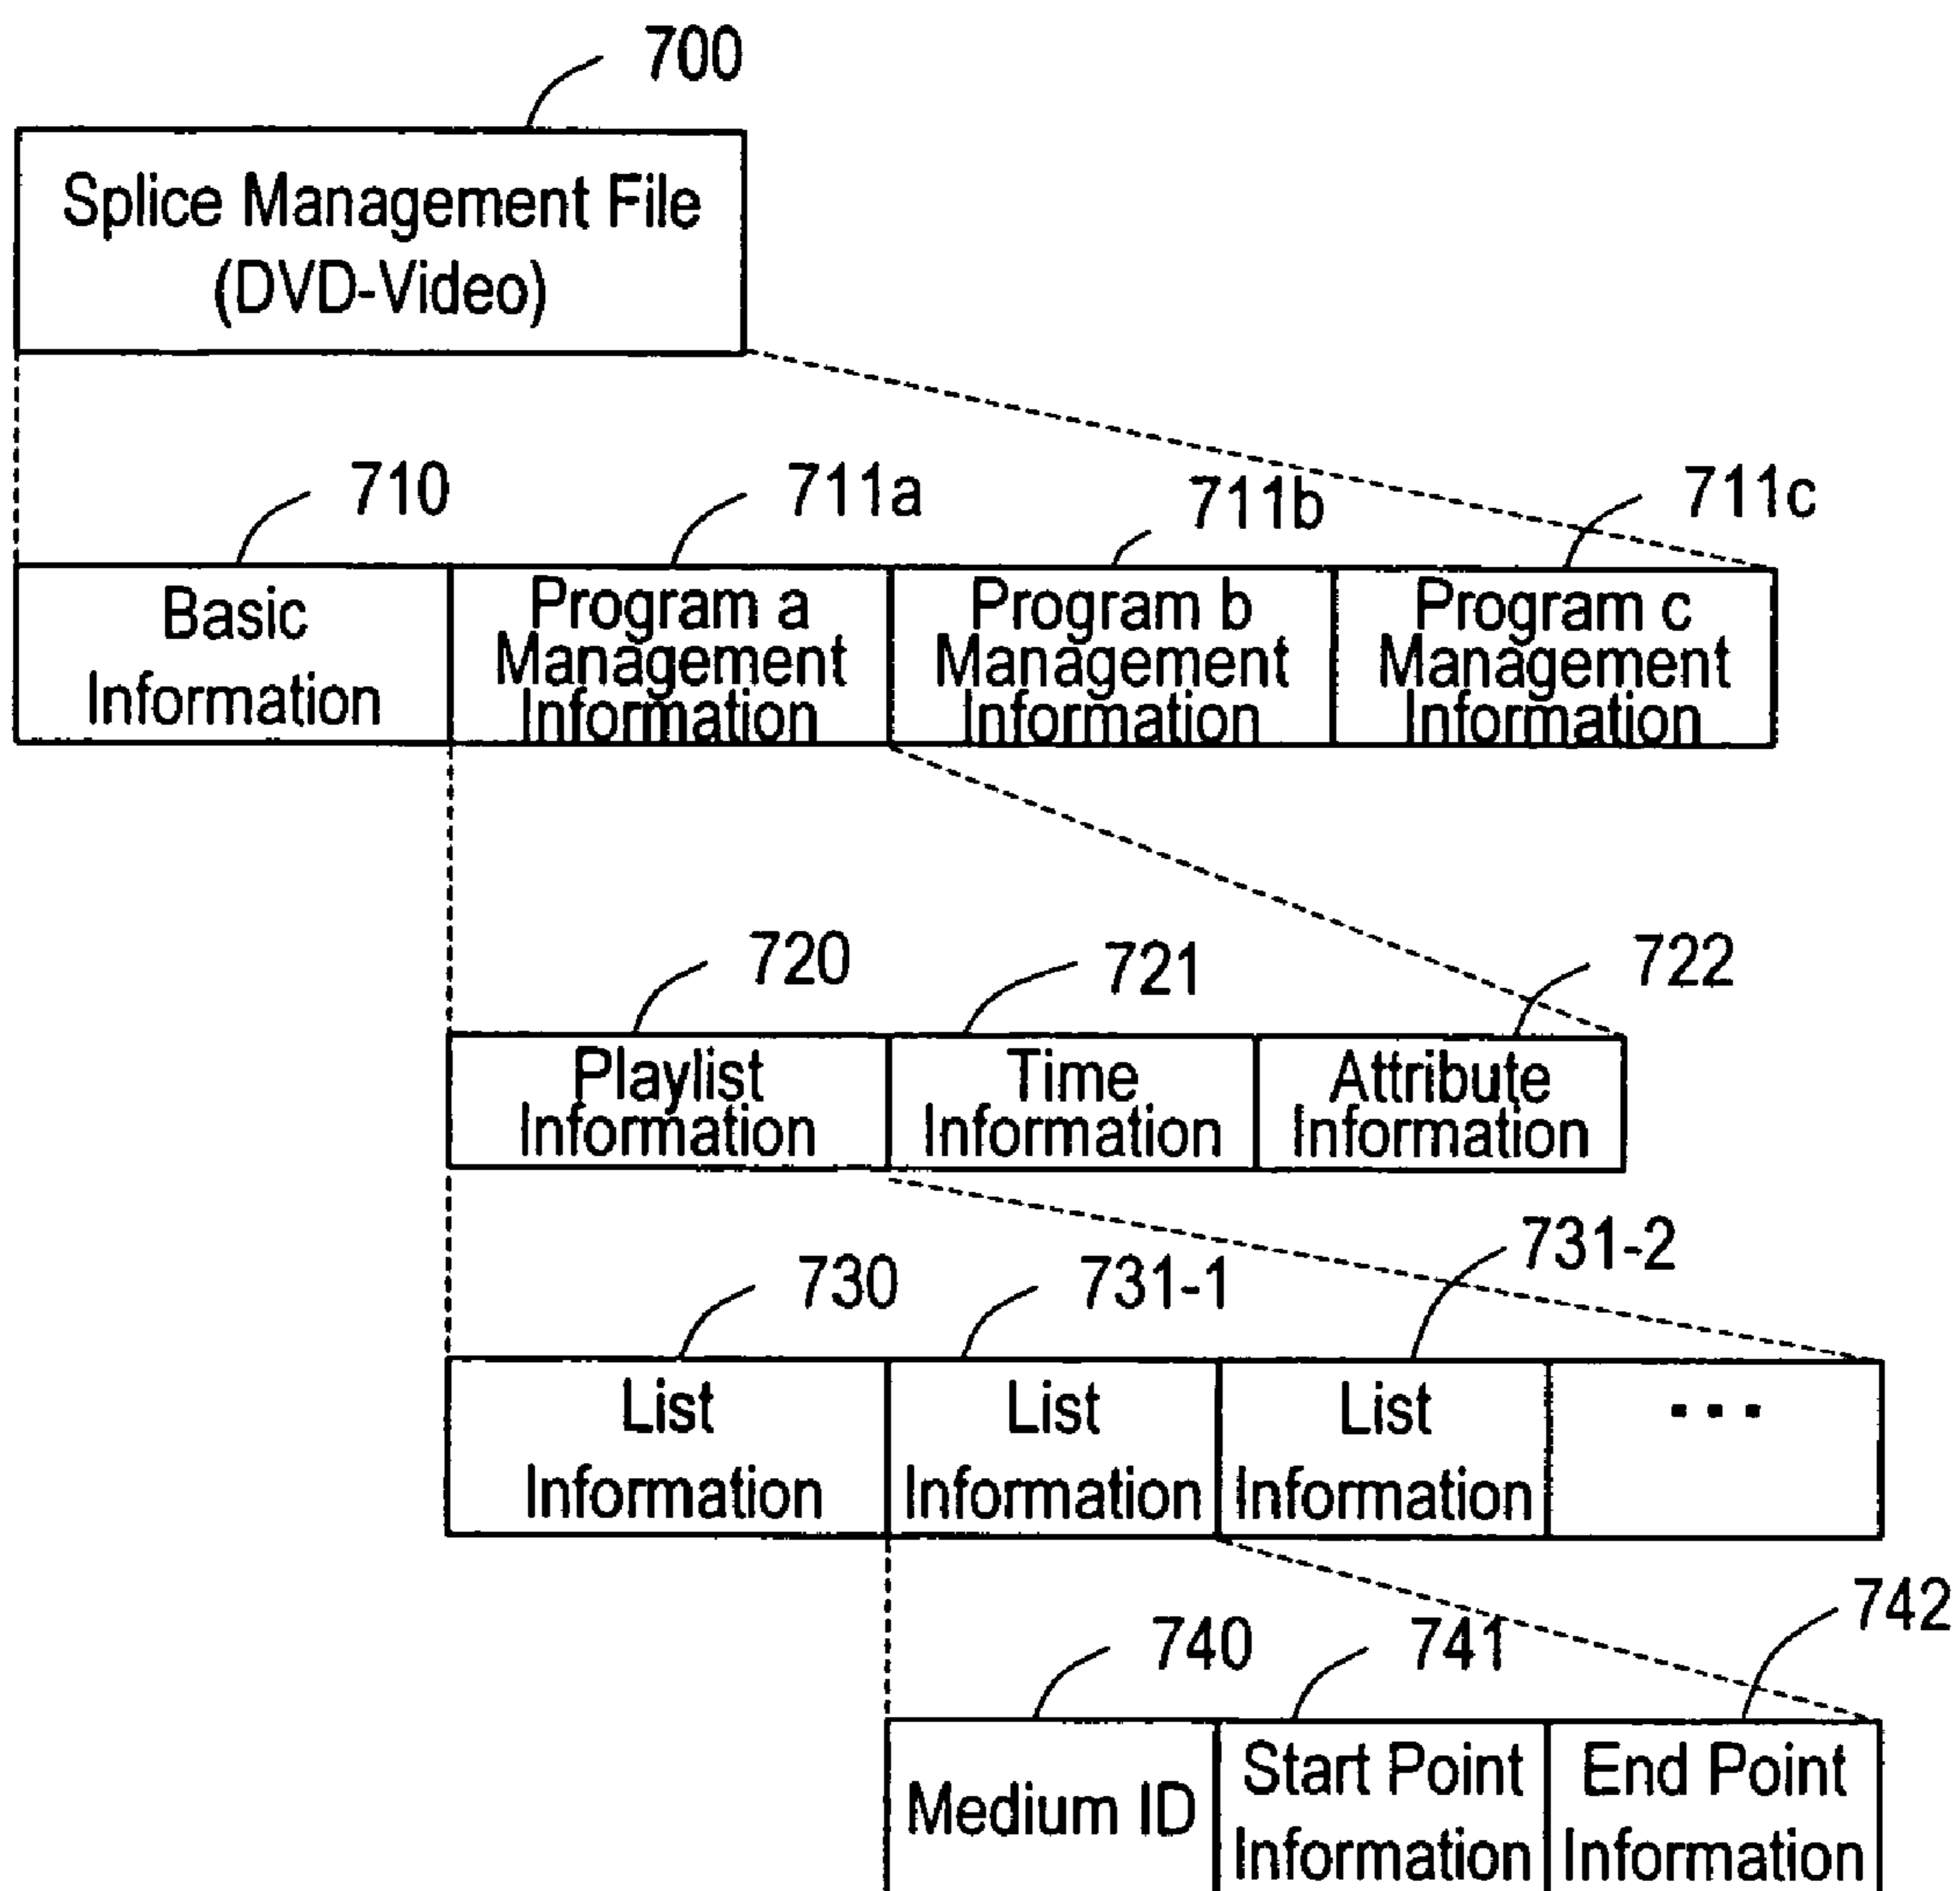 700
Splice Management File
(DVD-Video)
710
711a
711b
711c
Basic
Information
Program a
Management
Information
Program b
Management
Information
Program c
Management
Information
720
721
722
Playlist
Information
Time
Information
Attribute
Information
730
731-1
731-2
List
Information
List
Information
List
Information
...
740
741
742
Medium ID
Start Point
Information
End Point
Information